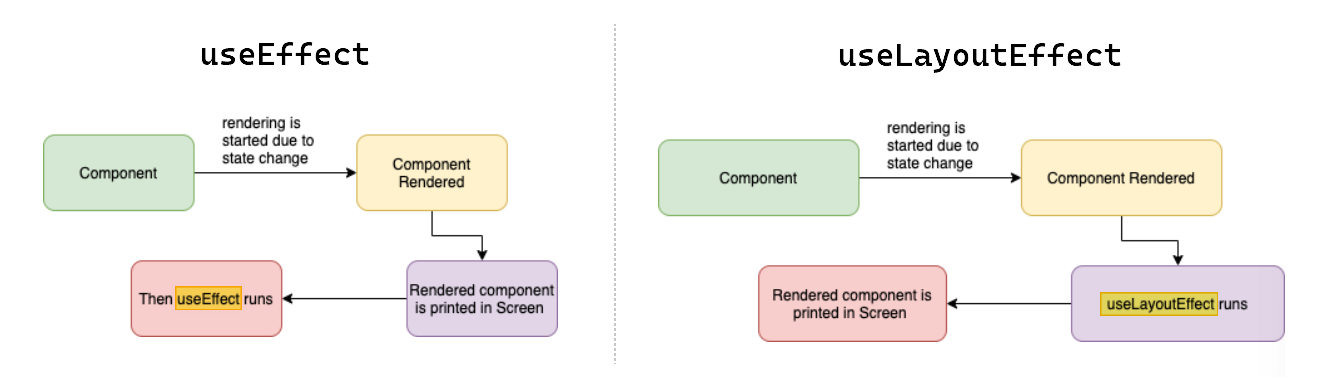 useEffect
Component
rendering is
started due to
state change
Component
Rendered
Rendered component
is printed in Screen
Then useEffect runs
useLayoutEffect
Component
rendering is
started due to
state change
Component Rendered
useLayoutEffect runs
Rendered component is
printed in Screen